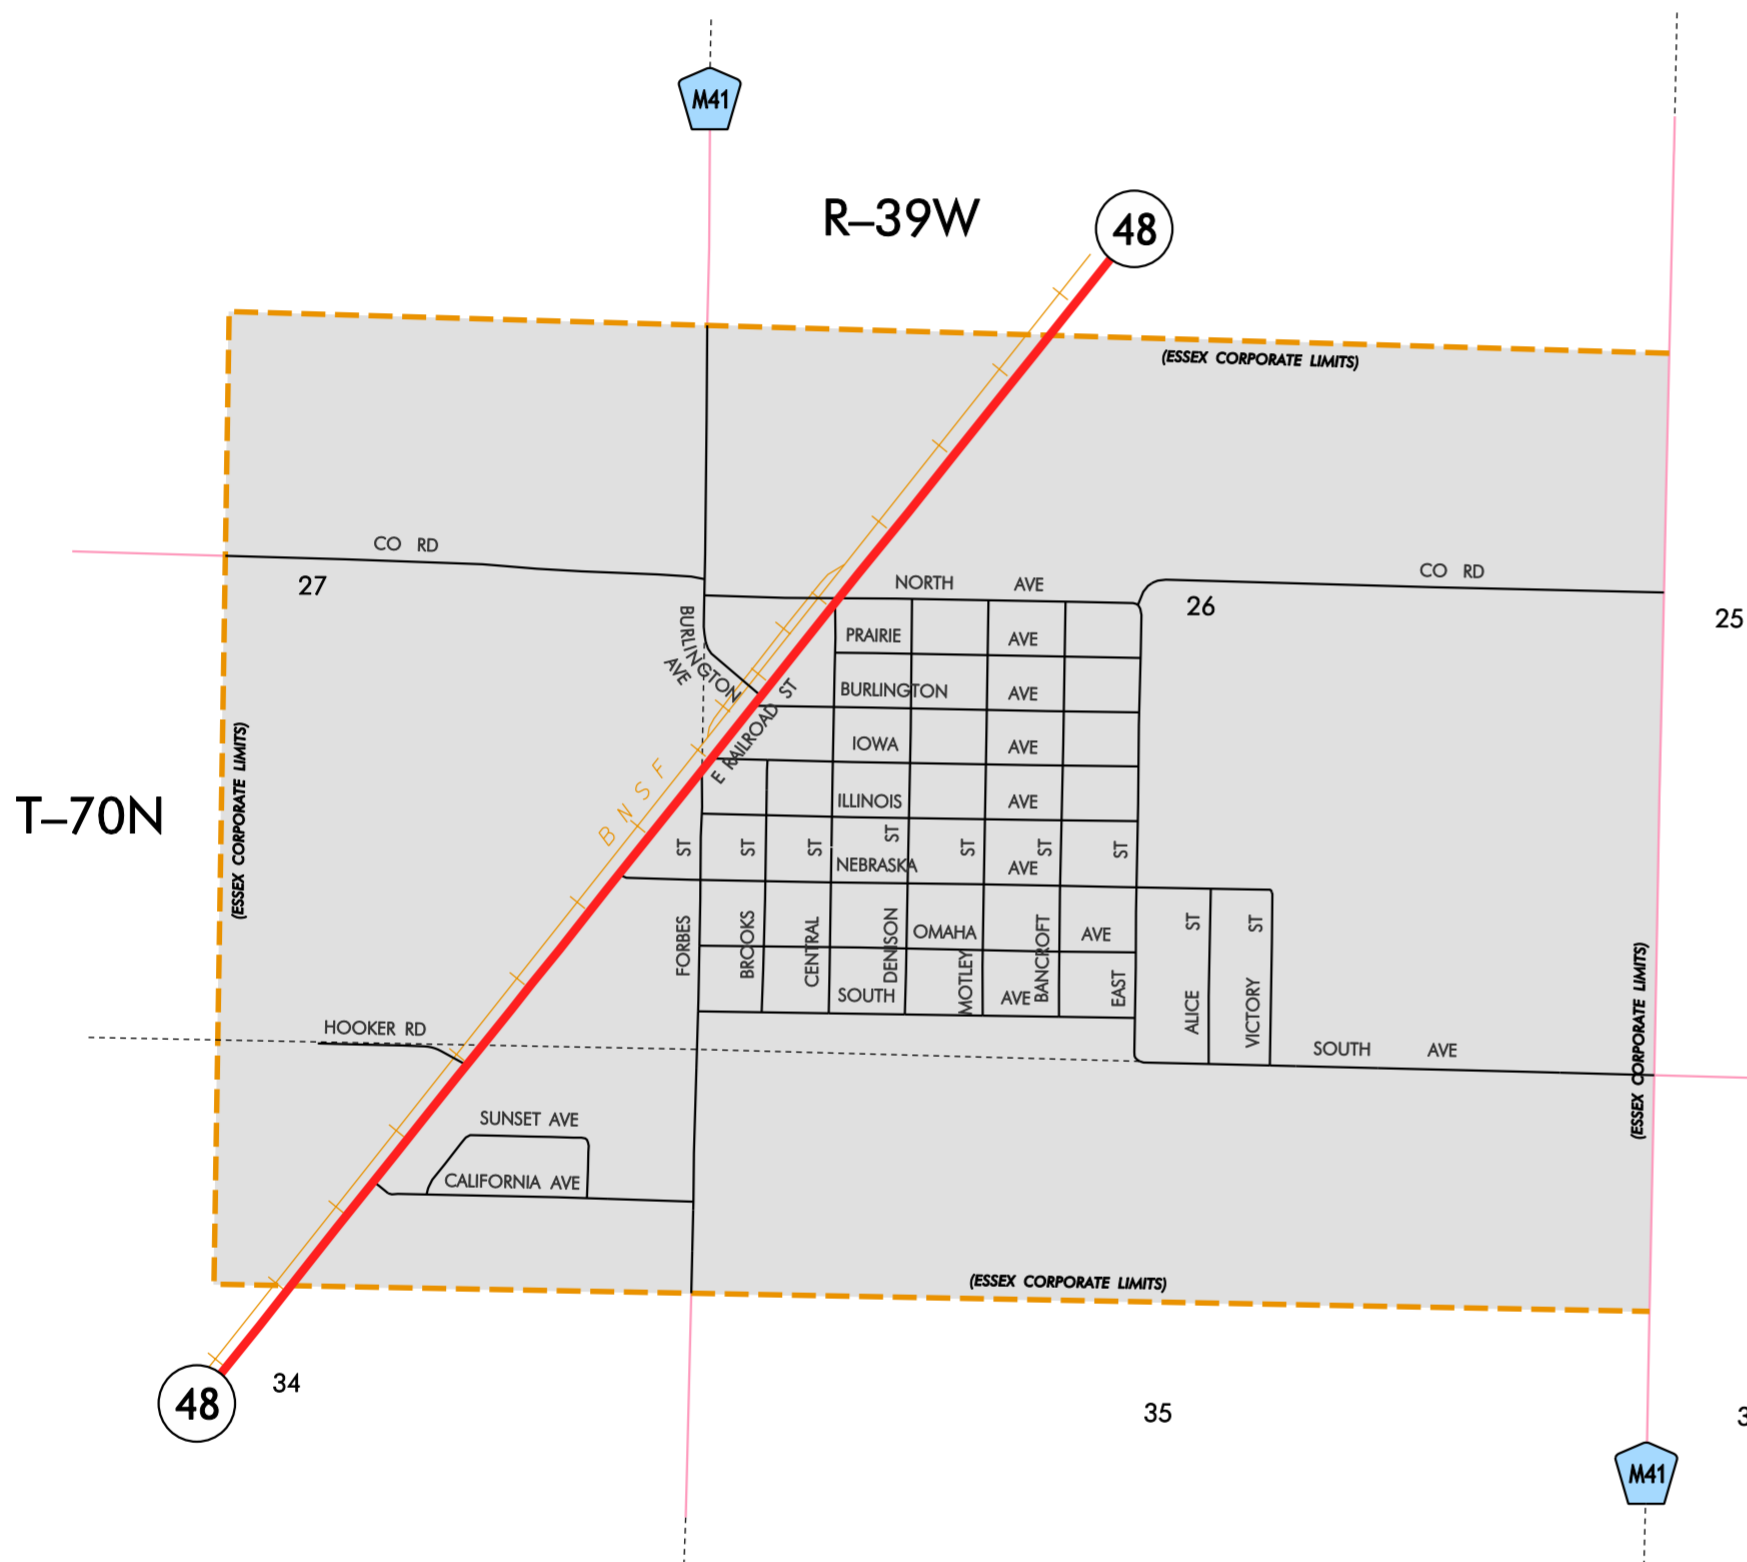 M41
R–39W
48
(ESSEX CORPORATE LIMITS)
CO RD
27
NORTH AVE
CO RD
26
25
BURLINGTON
AVE
PRAIRIE AVE
BURLINGTON AVE
E RAILROAD ST
IOWA AVE
(ESSEX CORPORATE LIMITS)
T–70N
BNSF
ILLINOIS AVE
NEBRASKA AVE
FORBES ST
BROOKS ST
CENTRAL ST
DENISON ST
MOTLEY ST
BANCROFT ST
EAST ST
ALICE ST
VICTORY ST
OMAHA AVE
SOUTH AVE
(ESSEX CORPORATE LIMITS)
HOOKER RD
SOUTH AVE
SUNSET AVE
CALIFORNIA AVE
(ESSEX CORPORATE LIMITS)
34
48
35
M41